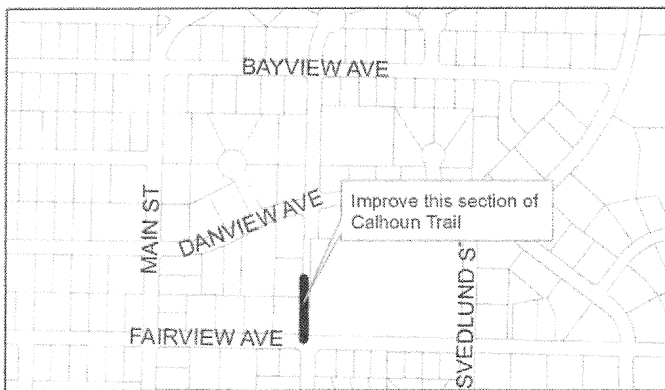 BAYVIEW AVE
MAIN ST
DANVIEW AVE
Improve this section of
Calhoun Trail
SVEDLUND S
FAIRVIEW AVE